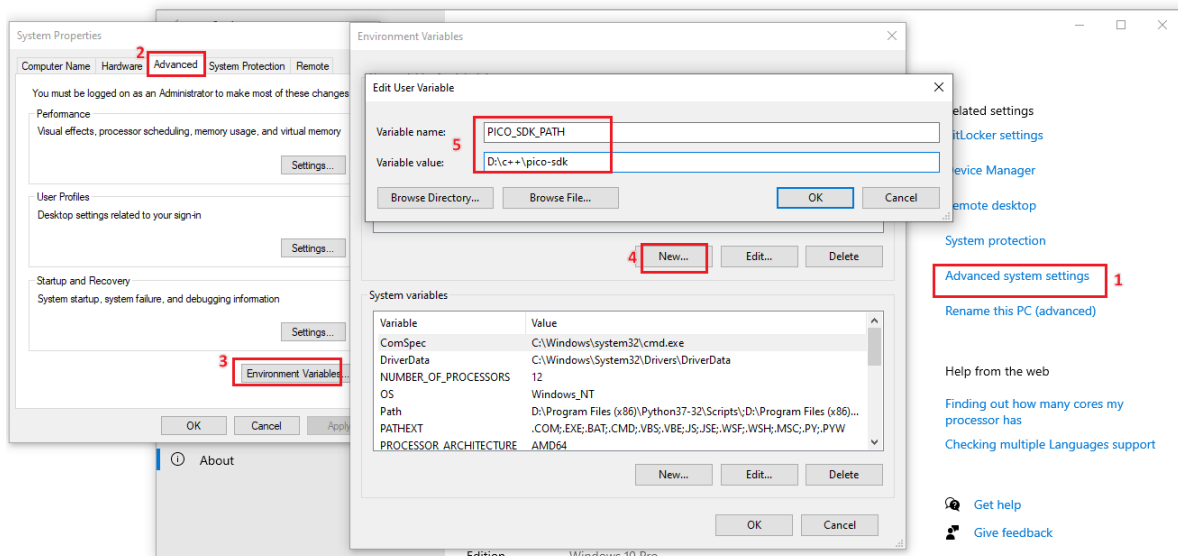 System Properties
2
Computer Name Hardware Advanced System Protection Remote
You must be logged on as an Administrator to make most of these changes
Performance
Visual effects, processor scheduling, memory usage, and virtual memory
Settings...
User Profiles
Desktop settings related to your sign-in
Settings...
Startup and Recovery
System startup, system failure, and debugging information
Settings...
3
Environment Variables...
OK Cancel Apply
About
Environment Variables
Edit User Variable
Variable name: PICO_SDK_PATH
5
Variable value: D:\c++\pico-sdk
Browse Directory... Browse File... OK Cancel
4
New... Edit... Delete
System variables
Variable Value
ComSpec C:\Windows\system32\cmd.exe
DriverData C:\Windows\System32\Drivers\DriverData
NUMBER_OF_PROCESSORS 12
OS Windows_NT
Path D:\Program Files (x86)\Python37-32\Scripts\;D:\Program Files (x86)...
PATHEXT .COM;.EXE;.BAT;.CMD;.VBS;.VBE;.JS;.JSE;.WSF;.WSH;.MSC;.PY;.PYW
PROCESSOR_ARCHITECTURE AMD64
New... Edit... Delete
OK Cancel
Edition Windows 10 Pro
elated settings
itLocker settings
evice Manager
emote desktop
System protection
Advanced system settings
1
Rename this PC (advanced)
Help from the web
Finding out how many cores my
processor has
Checking multiple Languages support
Get help
Give feedback